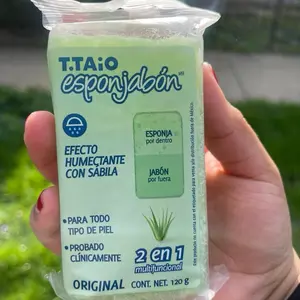 T.TAiO
esponjabón
EFECTO
HUMECTANTE
CON SÁBILA
ESPONJA
por dentro
JABÓN
por fuera
• PARA TODO
TIPO DE PIEL
• PROBADO
CLÍNICAMENTE
2 en 1
multifuncional
ORIGINAL CONT. NET. 120 g